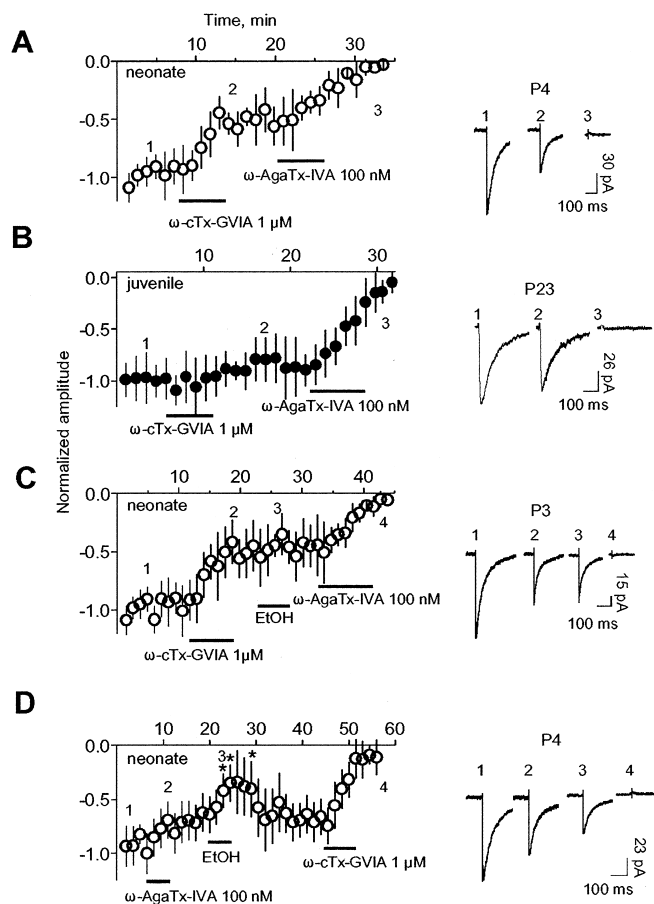 Time, min
A
10 20 30
0.0
neonate
2
P4
1 2 3
-0.5
1
3
ω-AgaTx-IVA 100 nM
-1.0
30 pA
100 ms
ω-cTx-GVIA 1 µM
B
10 20 30
0.0
juvenile
P23
1
2
3
1 2 3
-0.5
-1.0
26 pA
ω-AgaTx-IVA 100 nM
100 ms
ω-cTx-GVIA 1 µM
Normalized amplitude
C
10 20 30 40
0.0
neonate
2 3
4
P3
1 2 3 4
-0.5
1
ω-AgaTx-IVA 100 nM
15 pA
-1.0
EtOH
100 ms
ω-cTx-GVIA 1µM
D
10 20 30 40 50 60
0.0
neonate
3
* * *
P4
1 2 3 4
2
4
1
-0.5
EtOH
-1.0
ω-cTx-GVIA 1 µM
23 pA
ω-AgaTx-IVA 100 nM
100 ms